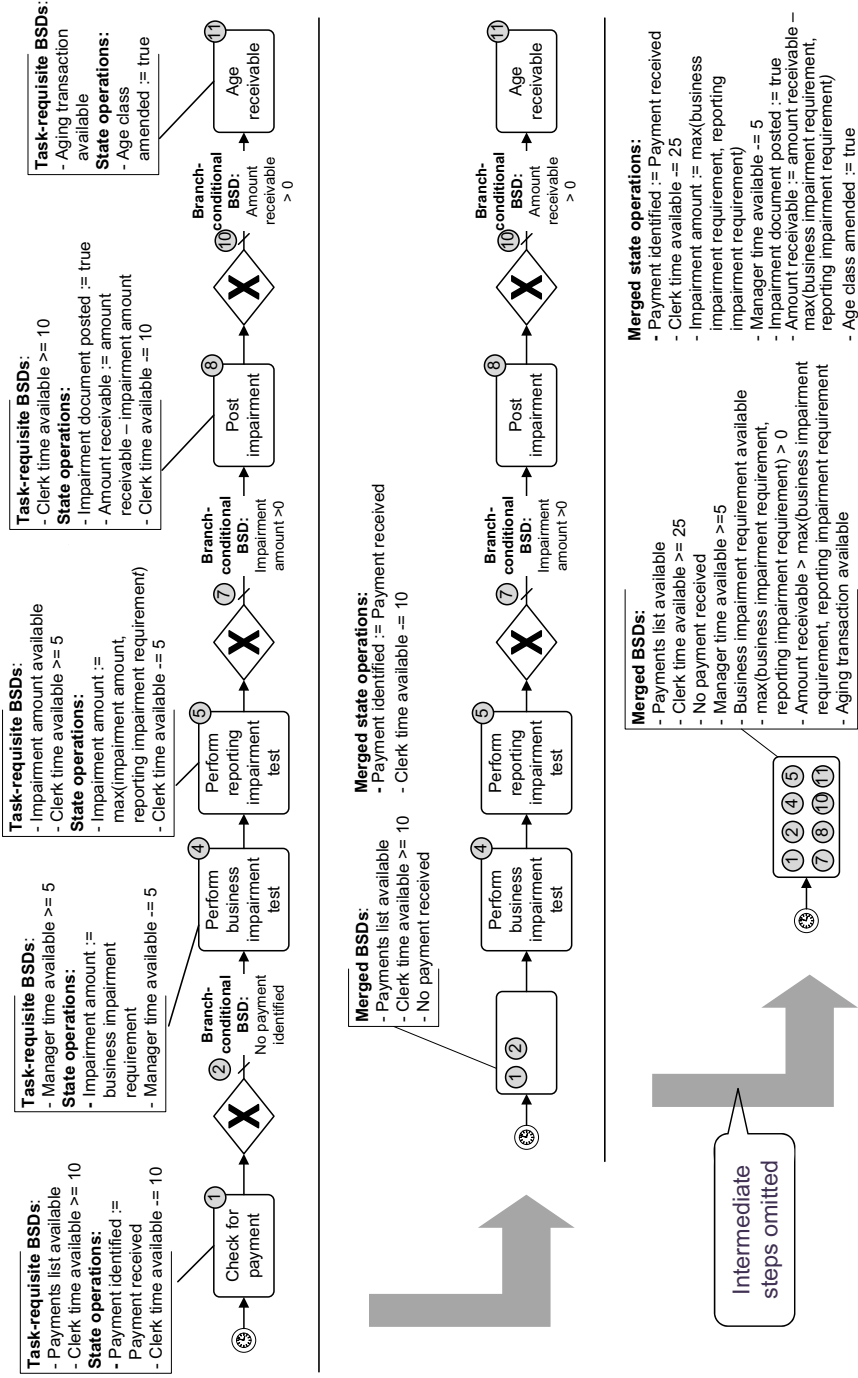 Task-requisite BSDs:
- Payments list available
- Clerk time available >= 10
State operations:
- Payment identified :=
Payment received
- Clerk time available -= 10
1
Check for
payment
2
Branch-
conditional
BSD:
No payment
identified
X
Task-requisite BSDs:
- Manager time available >= 5
State operations:
- Impairment amount :=
business impairment
requirement
- Manager time available -= 5
4
Perform
business
impairment
test
Task-requisite BSDs:
- Impairment amount available
- Clerk time available >= 5
State operations:
- Impairment amount :=
max(impairment amount,
reporting impairment requirement)
- Clerk time available -= 5
5
Perform
reporting
impairment
test
7
Branch-
conditional
BSD:
Impairment
amount >0
X
Task-requisite BSDs:
- Clerk time available >= 10
State operations:
- Impairment document posted := true
- Amount receivable := amount
receivable – impairment amount
- Clerk time available -= 10
8
Post
impairment
10
Branch-
conditional
BSD:
Amount
receivable
> 0
X
Task-requisite BSDs:
- Aging transaction
available
State operations:
- Age class
amended := true
11
Age
receivable
Merged BSDs:
- Payments list available
- Clerk time available >= 10
- No payment received
Merged state operations:
- Payment identified := Payment received
- Clerk time available -= 10
1 2
4
Perform
business
impairment
test
5
Perform
reporting
impairment
test
7
Branch-
conditional
BSD:
Impairment
amount >0
X
8
Post
impairment
10
Branch-
conditional
BSD:
Amount
receivable
> 0
X
11
Age
receivable
Intermediate
steps omitted
1 2 4 5
7 8 10 11
Merged BSDs:
- Payments list available
- Clerk time available >= 25
- No payment received
- Manager time available >=5
- Business impairment requirement available
- max(business impairment requirement,
reporting impairment requirement) > 0
- Amount receivable > max(business impairment
requirement, reporting impairment requirement
- Aging transaction available
Merged state operations:
- Payment identified := Payment received
- Clerk time available -= 25
- Impairment amount := max(business
impairment requirement, reporting
impairment requirement)
- Manager time available -= 5
- Impairment document posted := true
- Amount receivable := amount receivable –
max(business impairment requirement,
reporting impairment requirement)
- Age class amended := true